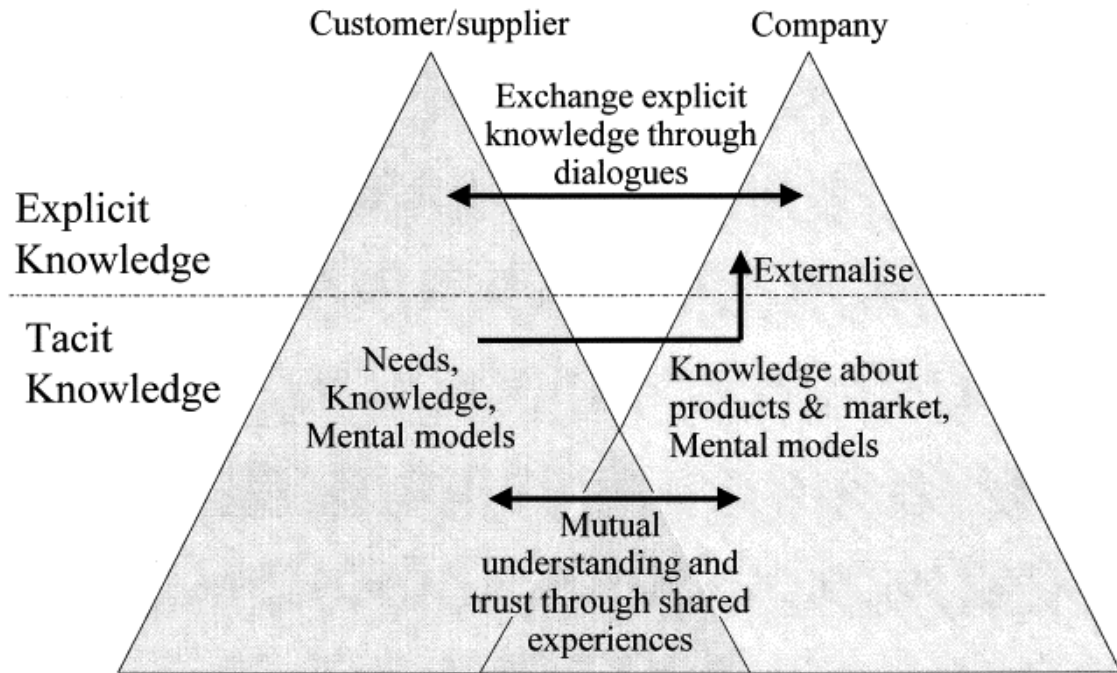 Customer/supplier
Company
Exchange explicit
knowledge through
dialogues
Explicit
Knowledge
Externalise
Tacit
Knowledge
Needs,
Knowledge,
Mental models
Knowledge about
products & market,
Mental models
Mutual
understanding and
trust through shared
experiences